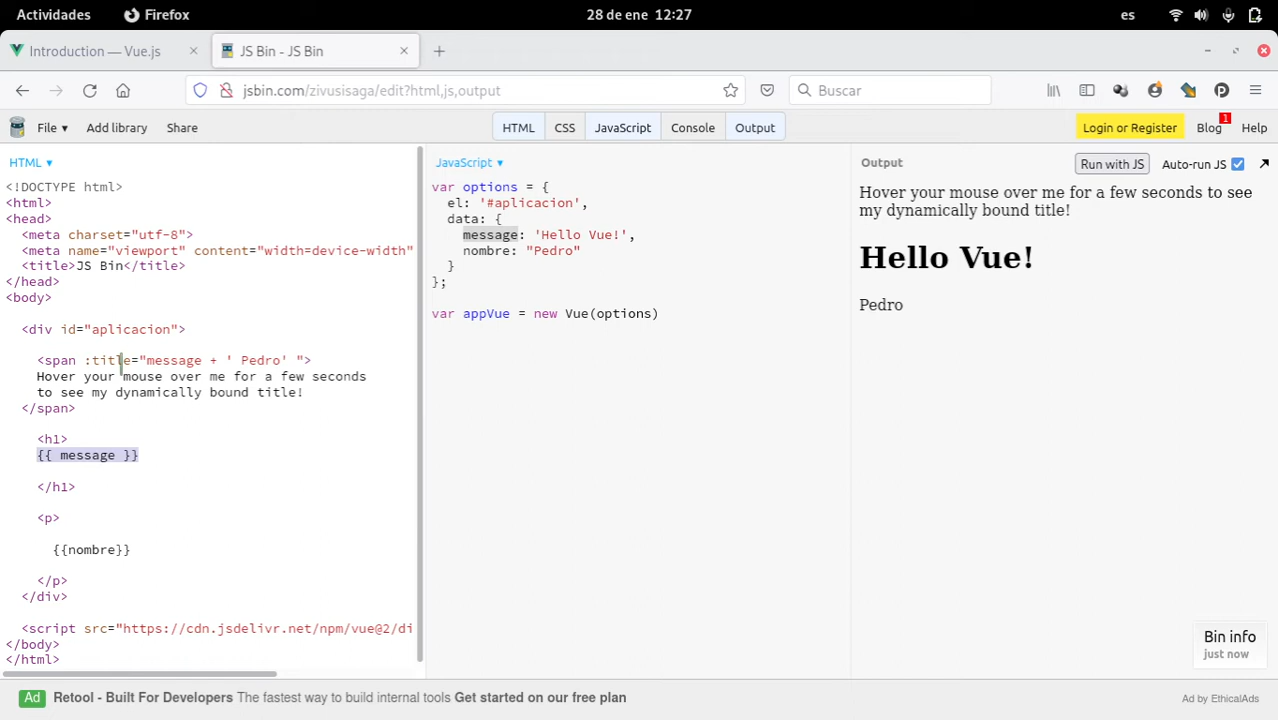 Actividades Firefox 28 de ene 12:27 es
Introduction — Vue.js JS Bin - JS Bin
jsbin.com/zivusisaga/edit?html,js,output Buscar
File Add library Share HTML CSS JavaScript Console Output Login or Register Blog 1 Help
HTML
<!DOCTYPE html>
<html>
<head>
<meta charset="utf-8">
<meta name="viewport" content="width=device-width"
<title>JS Bin</title>
</head>
<body>
<div id="aplicacion">
<span :title="message + ' Pedro' ">
Hover your mouse over me for a few seconds
to see my dynamically bound title!
</span>
<h1>
{{ message }}
</h1>
<p>
{{nombre}}
</p>
</div>
<script src="https://cdn.jsdelivr.net/npm/vue@2/di
</body>
</html>
JavaScript
var options = {
el: '#aplicacion',
data: {
message: 'Hello Vue!',
nombre: "Pedro"
}
};
var appVue = new Vue(options)
Output Run with JS Auto-run JS
Hover your mouse over me for a few seconds to see
my dynamically bound title!
Hello Vue!
Pedro
Bin info
just now
Ad Retool - Built For Developers The fastest way to build internal tools Get started on our free plan Ad by EthicalAds